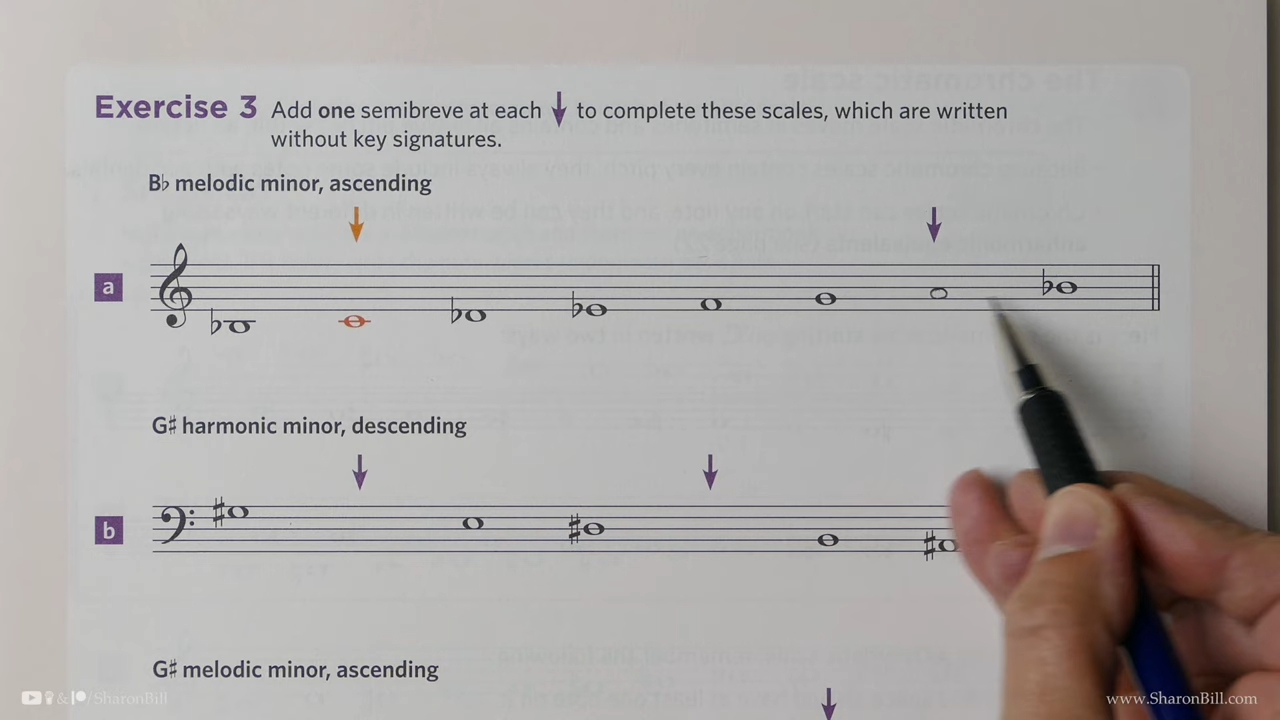 Exercise 3 Add one semibreve at each ↓ to complete these scales, which are written
without key signatures.
B♭ melodic minor, ascending
a
G♯ harmonic minor, descending
b
G♯ melodic minor, ascending
& & /SharonBill
www.SharonBill.com